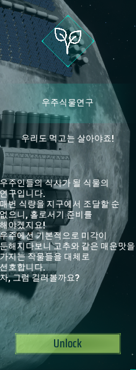 우주식물연구
우리도 먹고는 살아야죠!
우주인들의 식사가 될 식물의
연구입니다.
매번 식량을 지구에서 조달할 순
없으니, 홀로서기 준비를
해야겠지요!
우주에선 기본적으로 미각이
둔해지다보니 고추와 같은 매운맛을
가지는 작물들을 대체로
선호합니다.
자, 그럼 길러볼까요?
Unlock